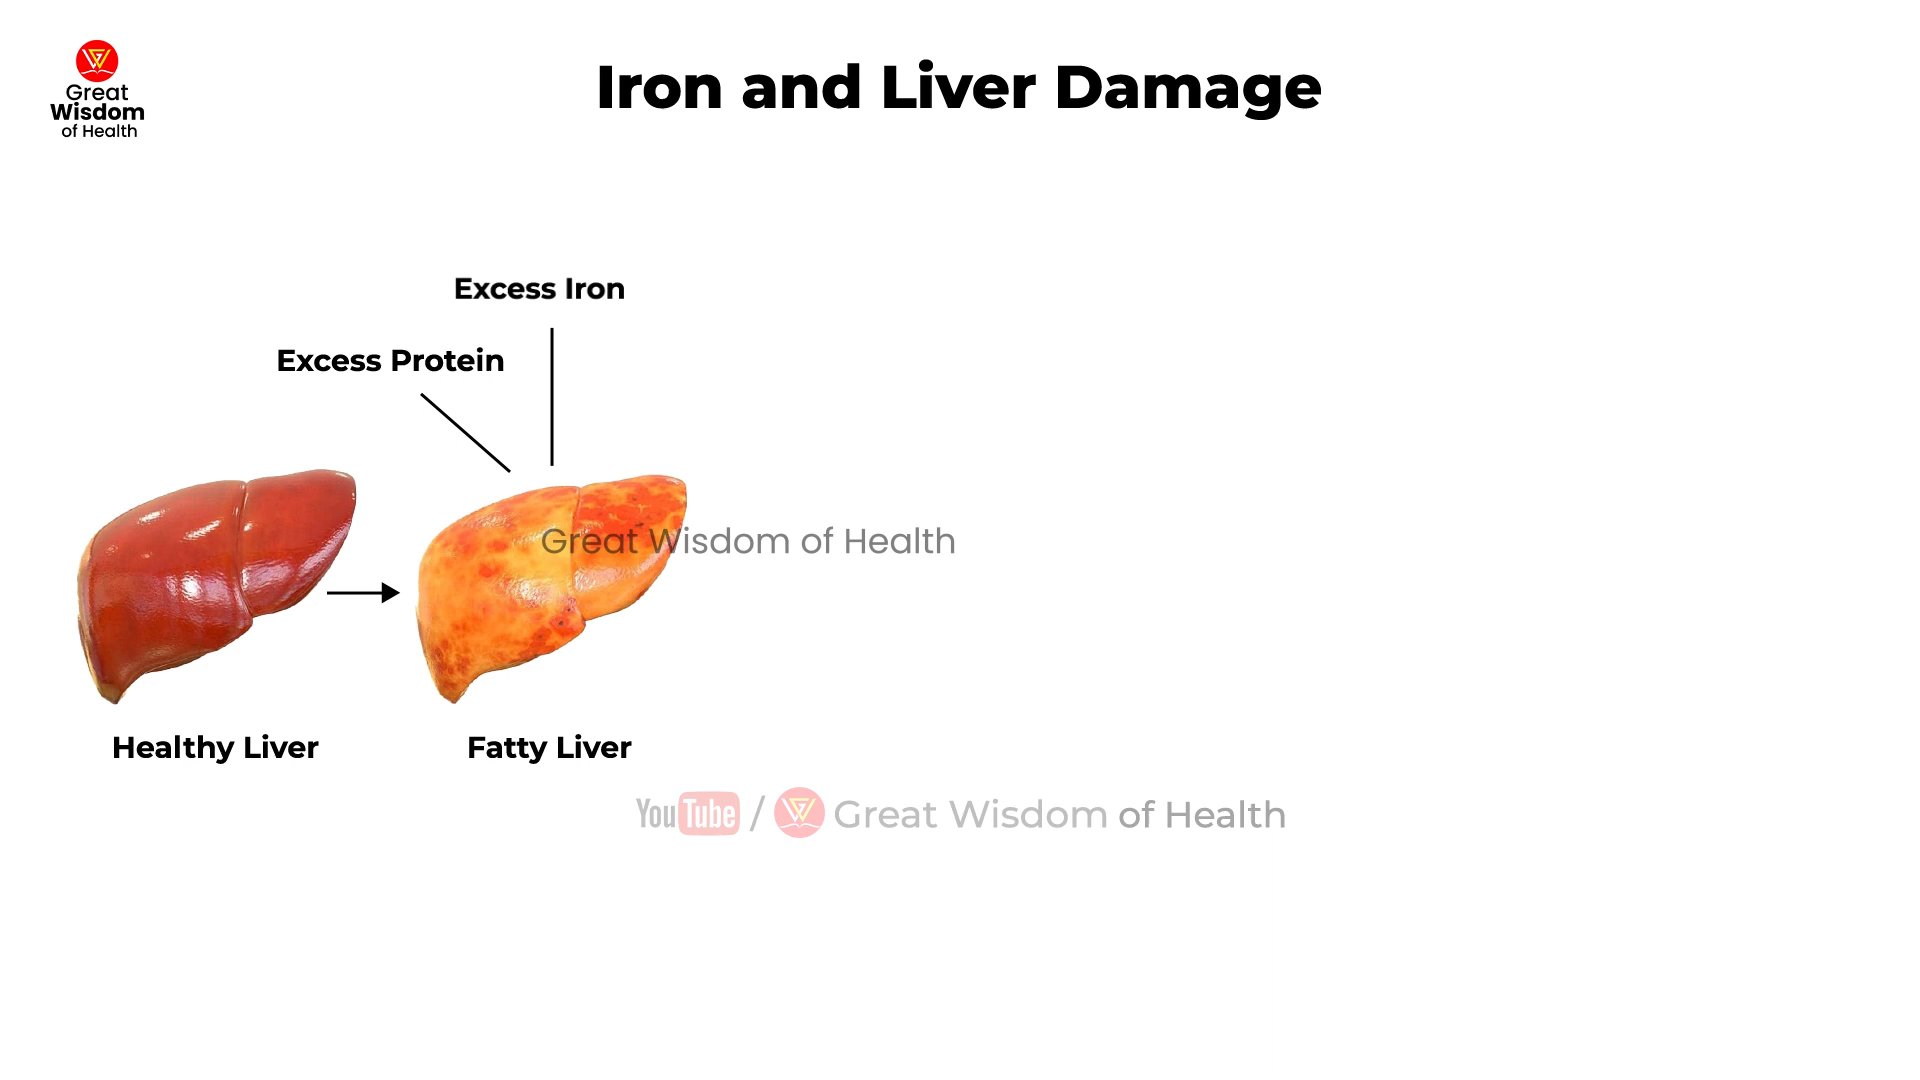 Great
Wisdom
of Health
Iron and Liver Damage
Excess Iron
Excess Protein
Great Wisdom of Health
Healthy Liver
Fatty Liver
YouTube / Great Wisdom of Health